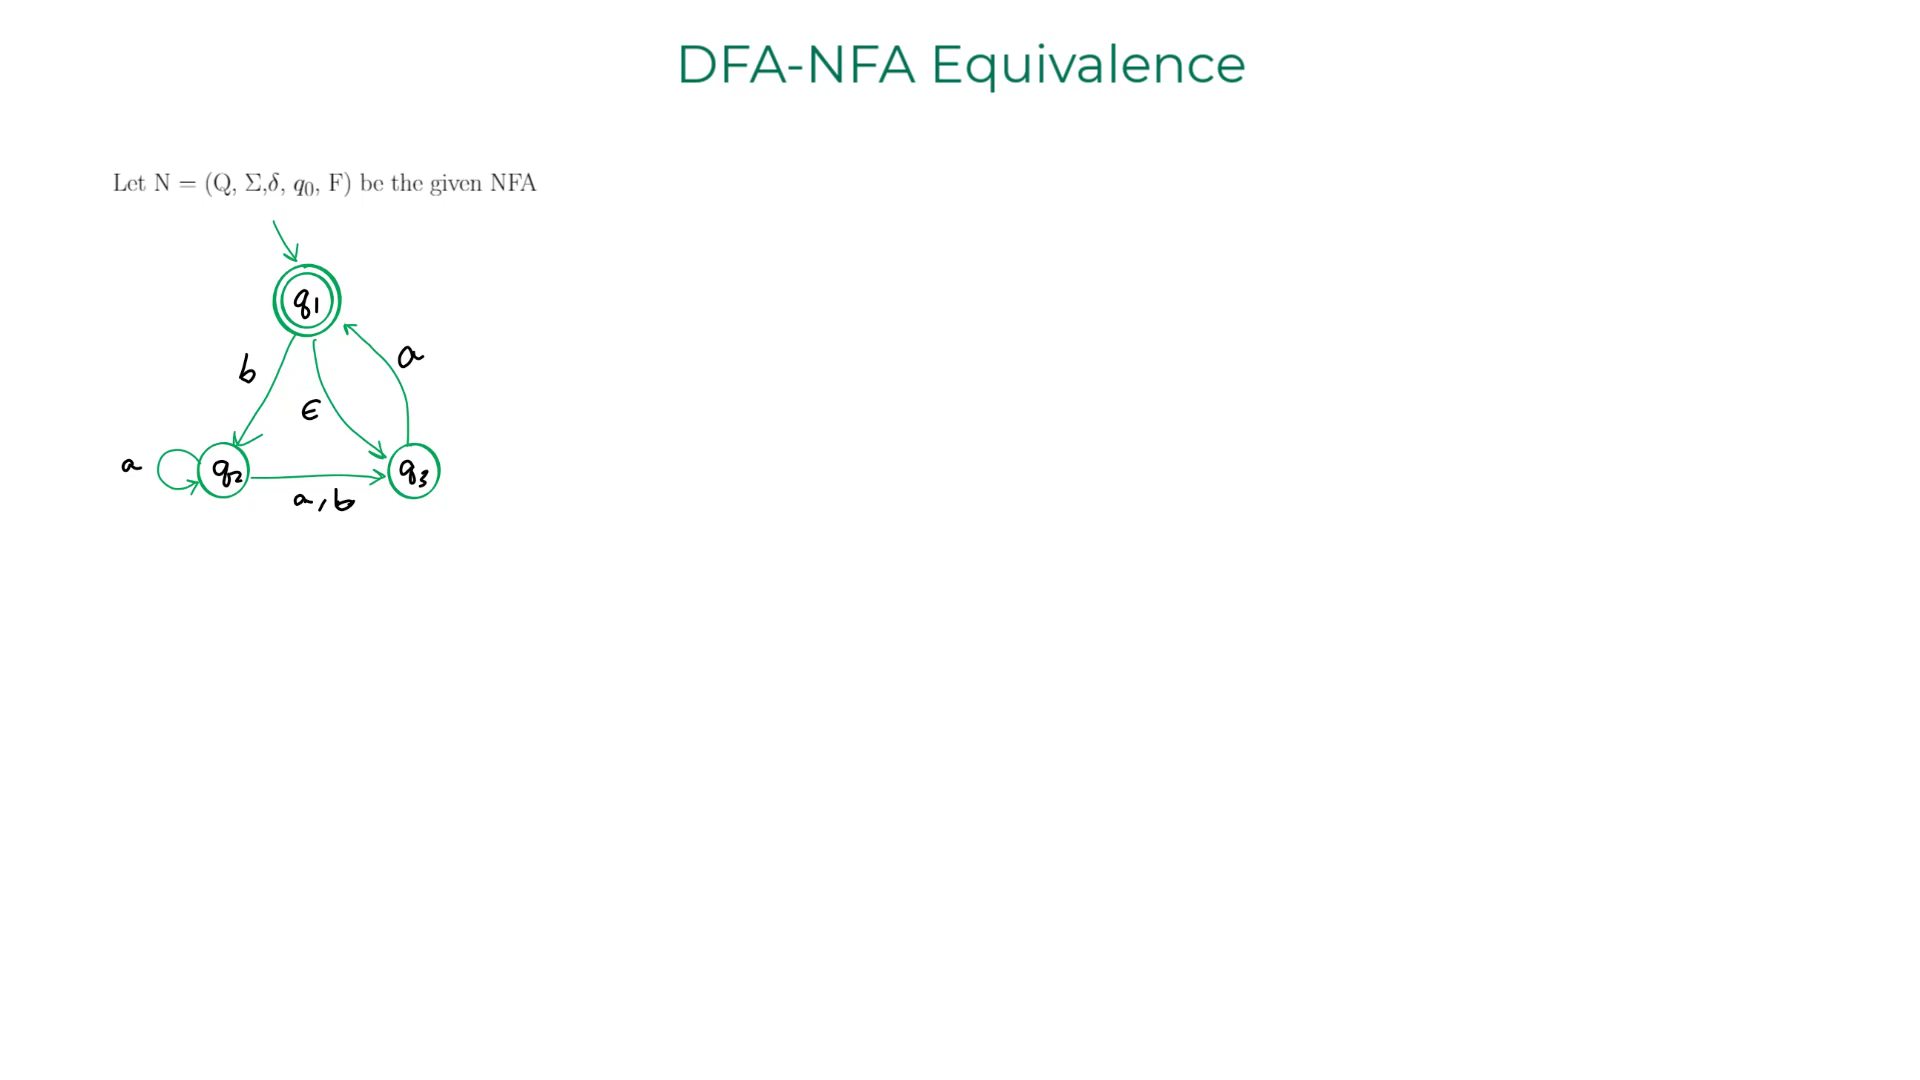 DFA-NFA Equivalence
Let N = (Q, Σ,δ, q₀, F) be the given NFA
q₁
b
a
ϵ
a
q₂
q₃
a, b